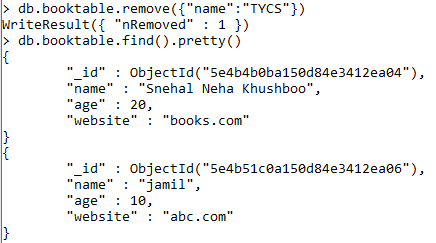 > db.booktable.remove({"name":"TYCS"})
WriteResult({ "nRemoved" : 1 })
> db.booktable.find().pretty()
{
        "_id" : ObjectId("5e4b4b0ba150d84e3412ea04"),
        "name" : "Snehal Neha Khushboo",
        "age" : 20,
        "website" : "books.com"
}
{
        "_id" : ObjectId("5e4b51c0a150d84e3412ea06"),
        "name" : "jamil",
        "age" : 10,
        "website" : "abc.com"
}